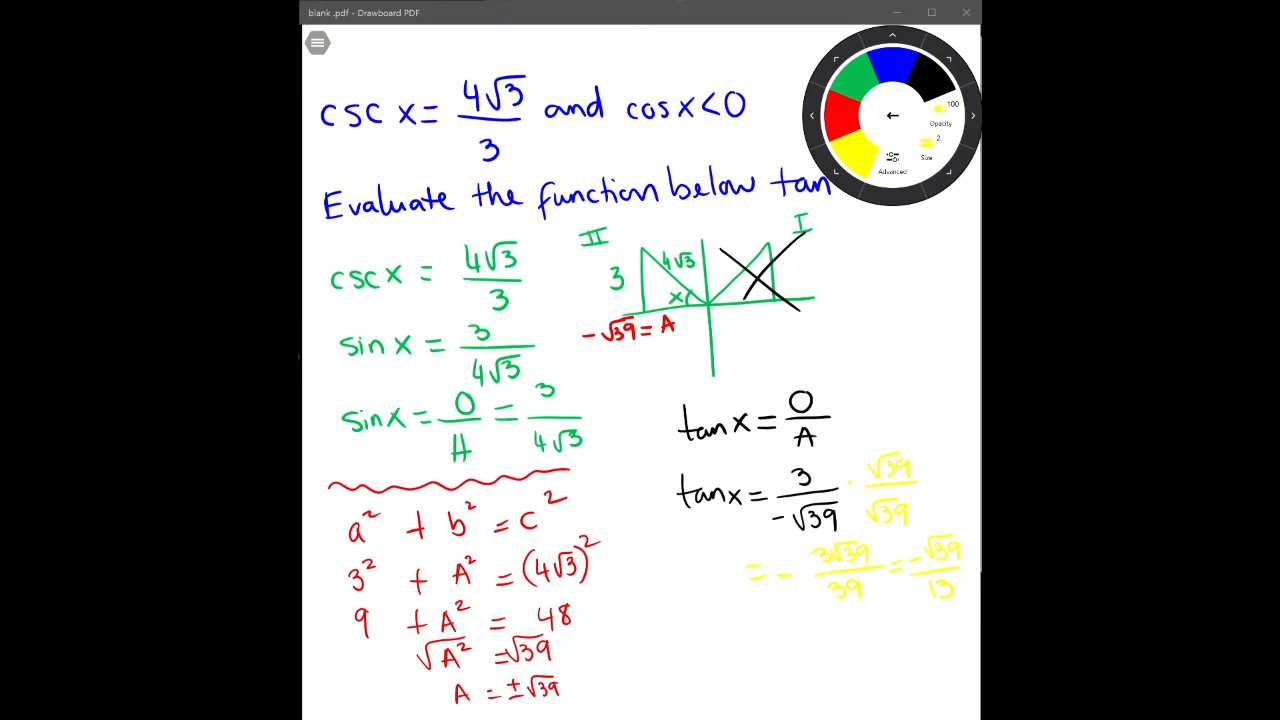 blank .pdf - Drawboard PDF
csc x = 4√3/3 and cos x < 0
100
Opacity
2
Size
Advanced
Evaluate the function below tan
II
I
csc x = 4√3/3
3
4√3
x
-√39 = A
sin x = 3/4√3
sin x = O/H = 3/4√3
tan x = O/A
tan x = 3/-√39 · √39/√39
= - 3√39/39 = -√39/13
a² + b² = c²
3² + A² = (4√3)²
9 + A² = 48
√A² = √39
A = ±√39